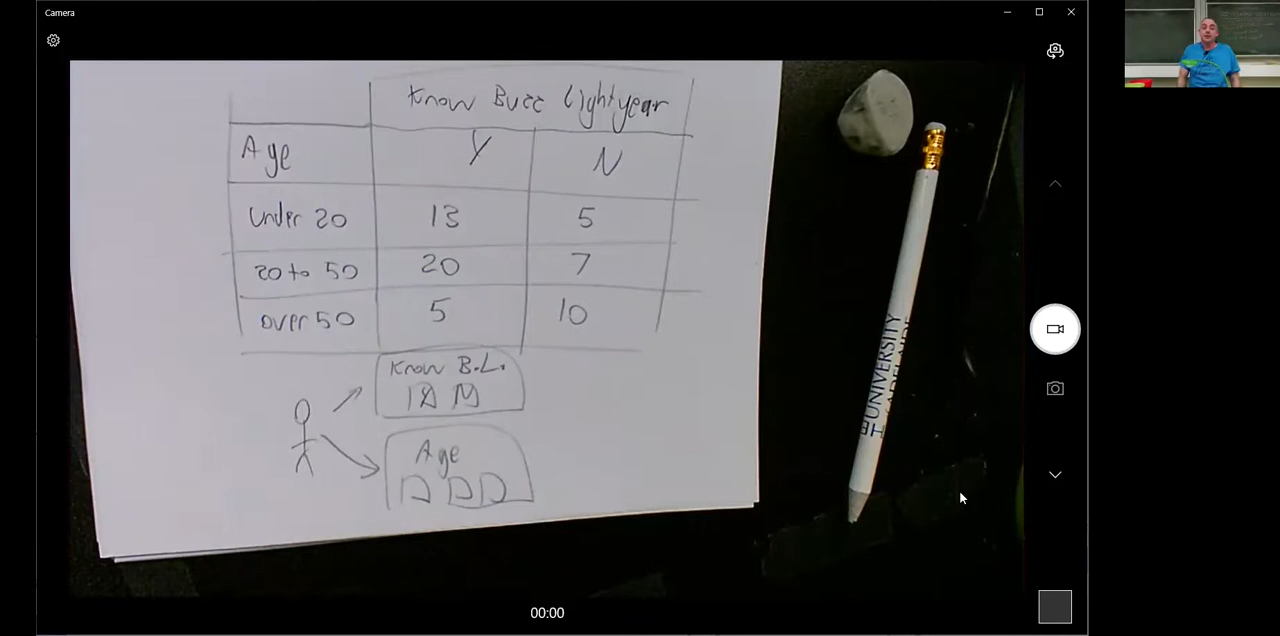 Camera
Know Buzz Lightyear
Age Y N
Under 20 13 5
20 to 50 20 7
over 50 5 10
Know B.L.
Age
UNIVERSITY
00:00